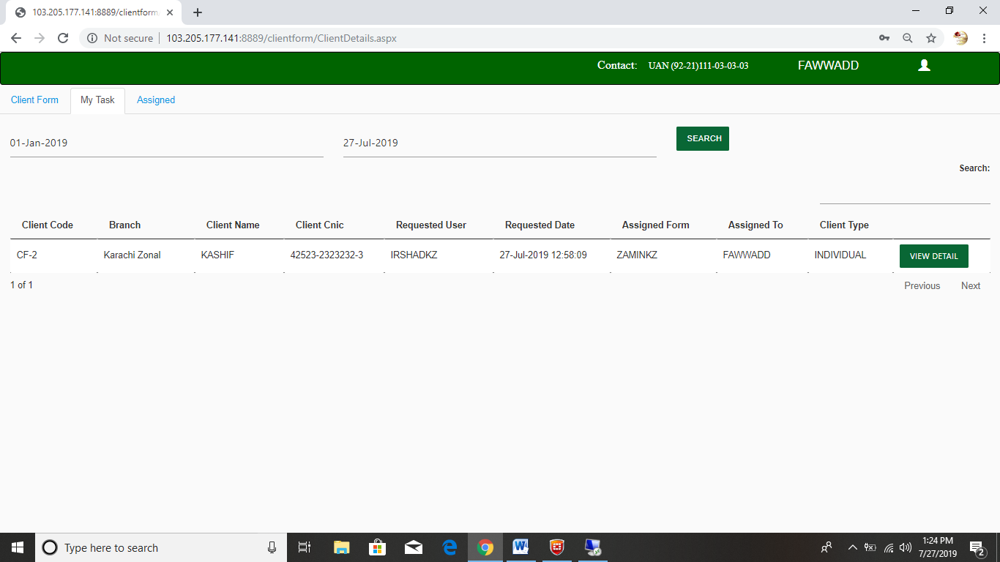 103.205.177.141:8889/clientform
Not secure | 103.205.177.141:8889/clientform/ClientDetails.aspx
Contact: UAN (92-21)111-03-03-03 FAWWADD
Client Form My Task Assigned
01-Jan-2019 27-Jul-2019 SEARCH
Search:
Client Code Branch Client Name Client Cnic Requested User Requested Date Assigned Form Assigned To Client Type
CF-2 Karachi Zonal KASHIF 42523-2323232-3 IRSHADKZ 27-Jul-2019 12:58:09 ZAMINKZ FAWWADD INDIVIDUAL VIEW DETAIL
1 of 1 Previous Next
Type here to search
1:24 PM
7/27/2019
2